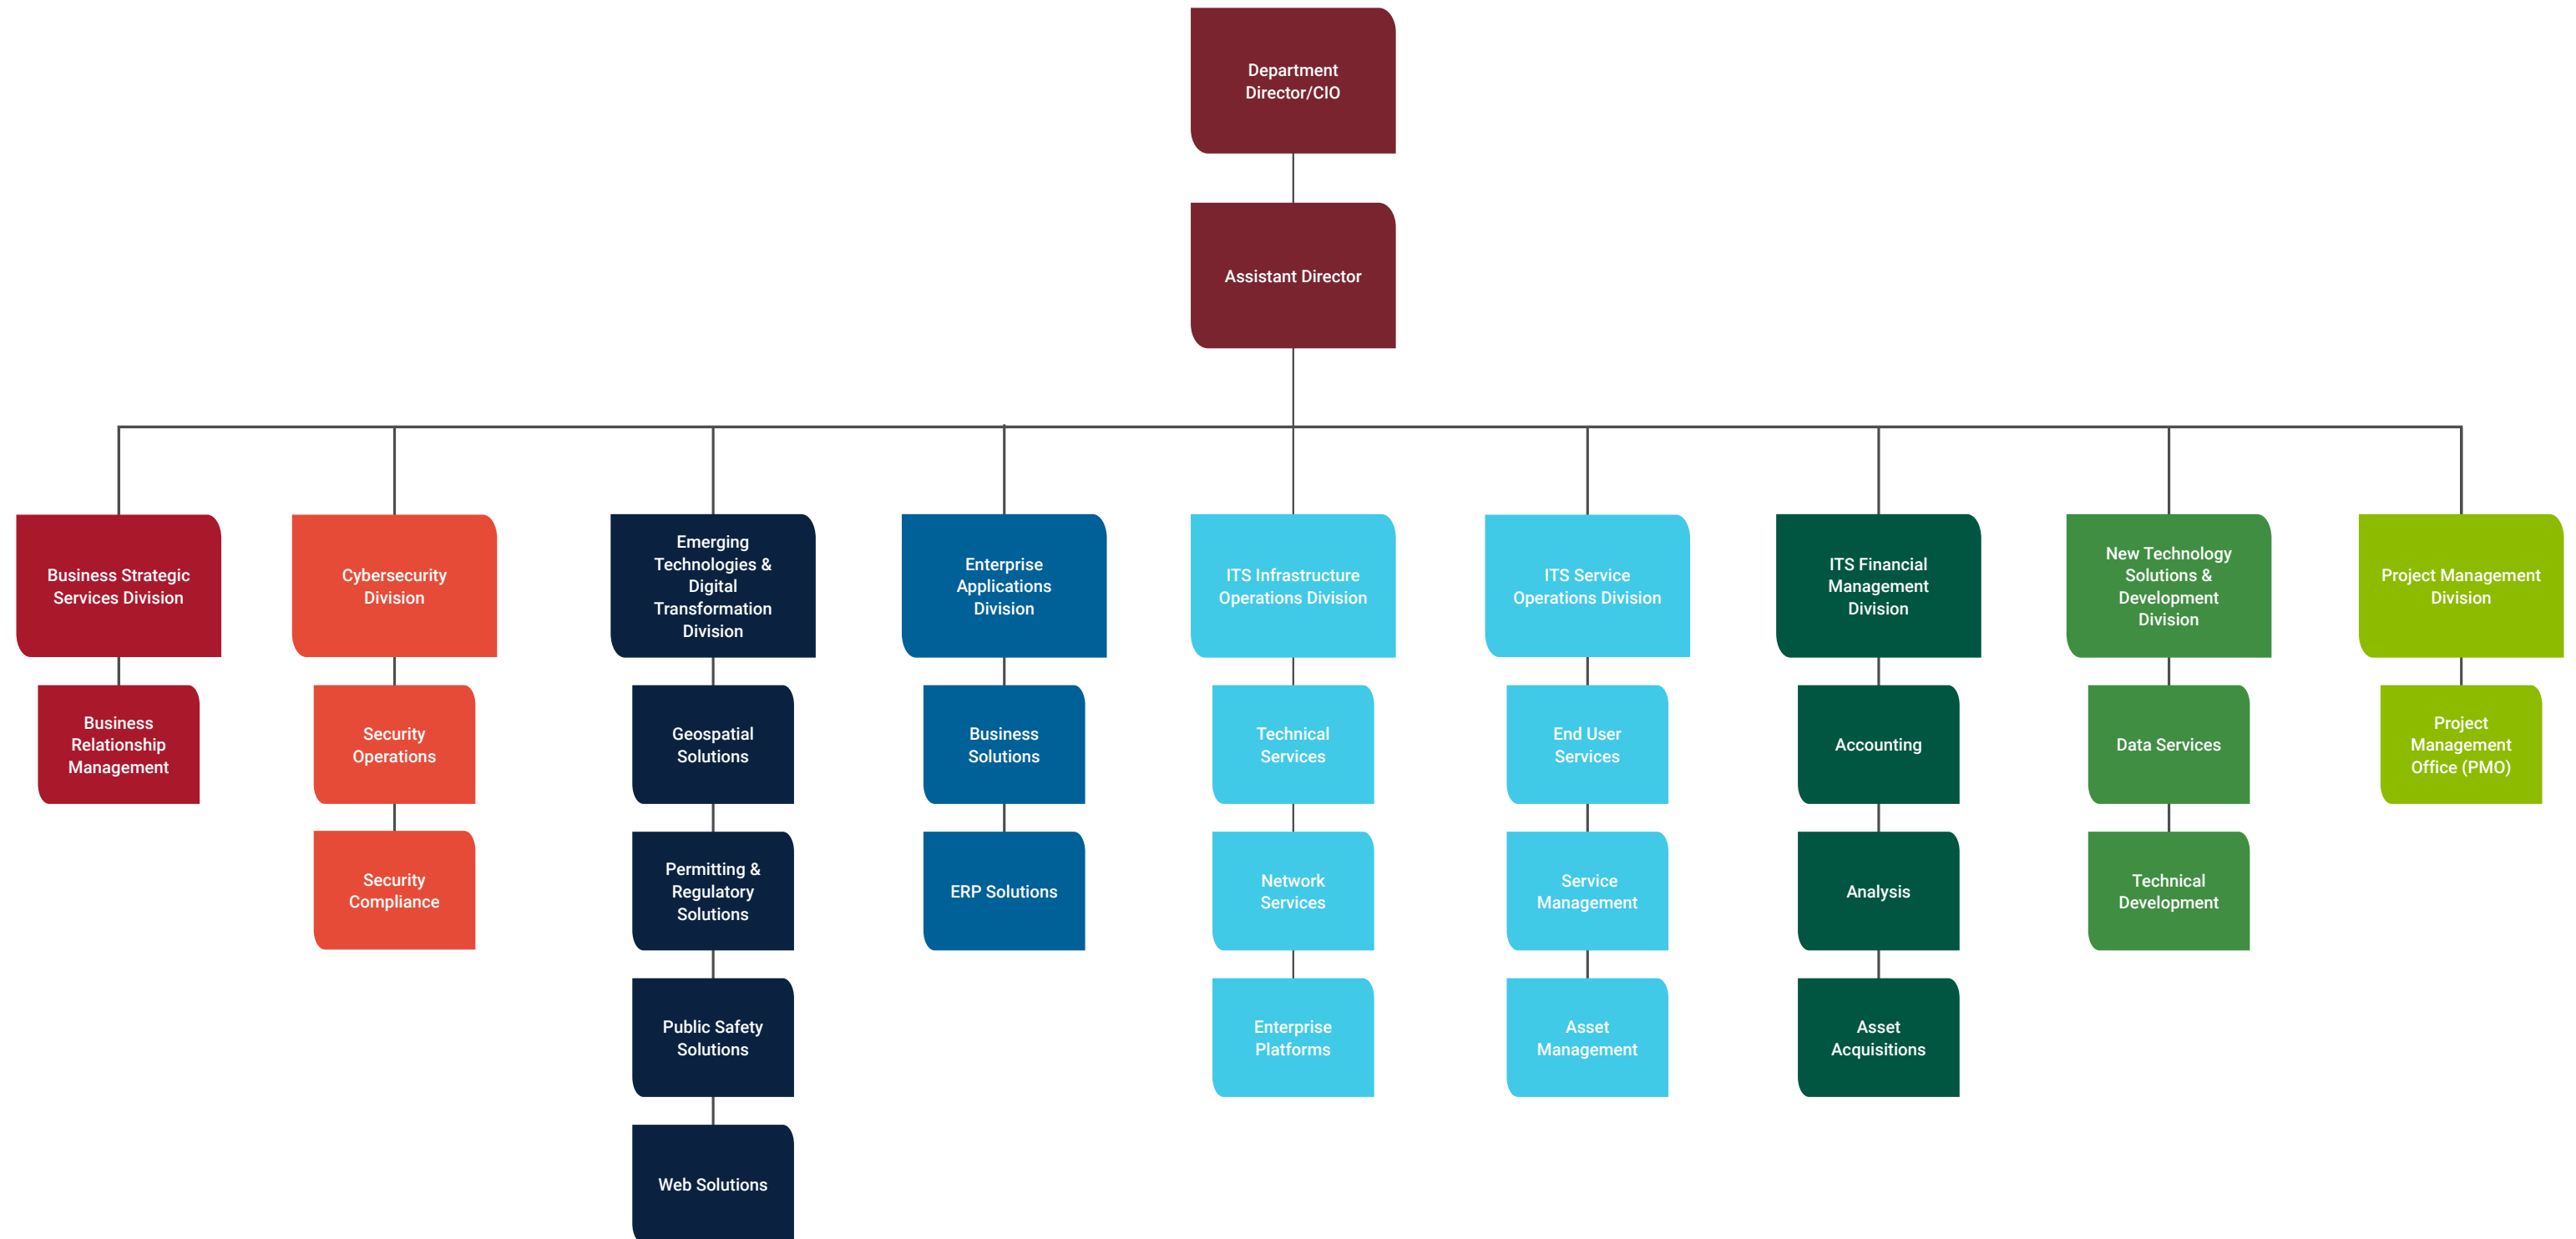 Department
Director/CIO
Assistant Director
Business Strategic
Services Division
Business
Relationship
Management
Cybersecurity
Division
Security
Operations
Security
Compliance
Emerging
Technologies &
Digital
Transformation
Division
Geospatial
Solutions
Permitting &
Regulatory
Solutions
Public Safety
Solutions
Web Solutions
Enterprise
Applications
Division
Business
Solutions
ERP Solutions
ITS Infrastructure
Operations Division
Technical
Services
Network
Services
Enterprise
Platforms
ITS Service
Operations Division
End User
Services
Service
Management
Asset
Management
ITS Financial
Management
Division
Accounting
Analysis
Asset
Acquisitions
New Technology
Solutions &
Development
Division
Data Services
Technical
Development
Project Management
Division
Project
Management
Office (PMO)